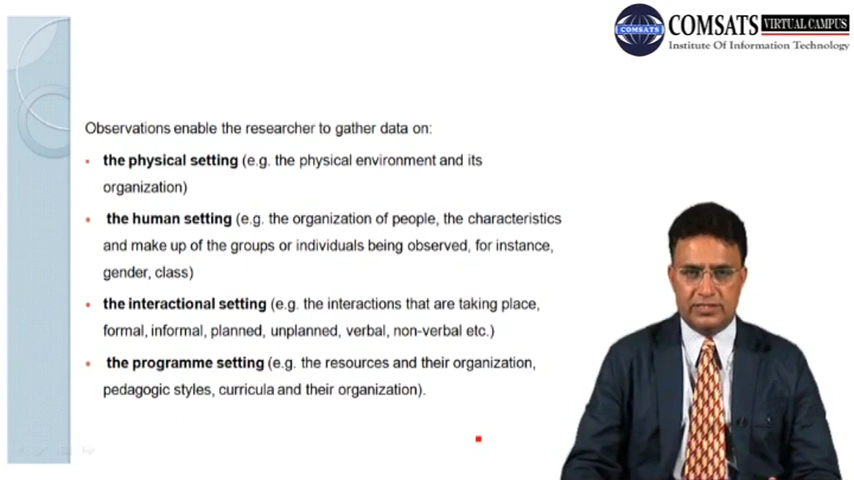 COMSATS
COMSATS VIRTUAL CAMPUS
Institute Of Information Technology
Observations enable the researcher to gather data on:
the physical setting (e.g. the physical environment and its
organization)
the human setting (e.g. the organization of people, the characteristics
and make up of the groups or individuals being observed, for instance,
gender, class)
the interactional setting (e.g. the interactions that are taking place,
formal, informal, planned, unplanned, verbal, non-verbal etc.)
the programme setting (e.g. the resources and their organization,
pedagogic styles, curricula and their organization).